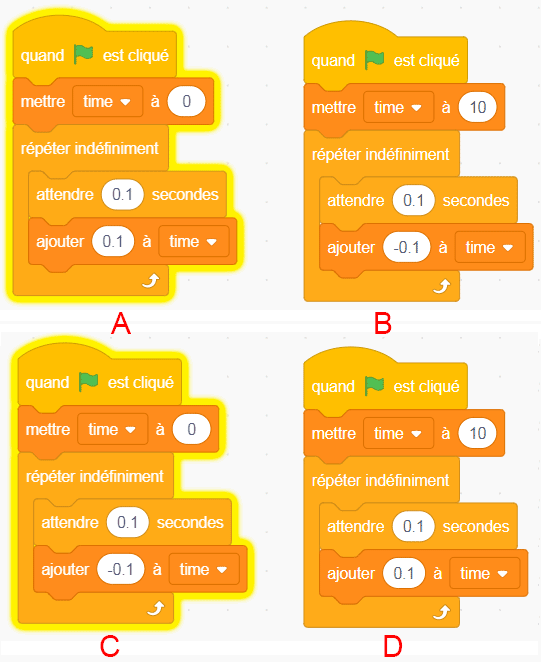 quand est cliqué
mettre time à 0
répéter indéfiniment
attendre 0.1 secondes
ajouter 0.1 à time
A
quand est cliqué
mettre time à 10
répéter indéfiniment
attendre 0.1 secondes
ajouter -0.1 à time
B
quand est cliqué
mettre time à 0
répéter indéfiniment
attendre 0.1 secondes
ajouter -0.1 à time
C
quand est cliqué
mettre time à 10
répéter indéfiniment
attendre 0.1 secondes
ajouter 0.1 à time
D